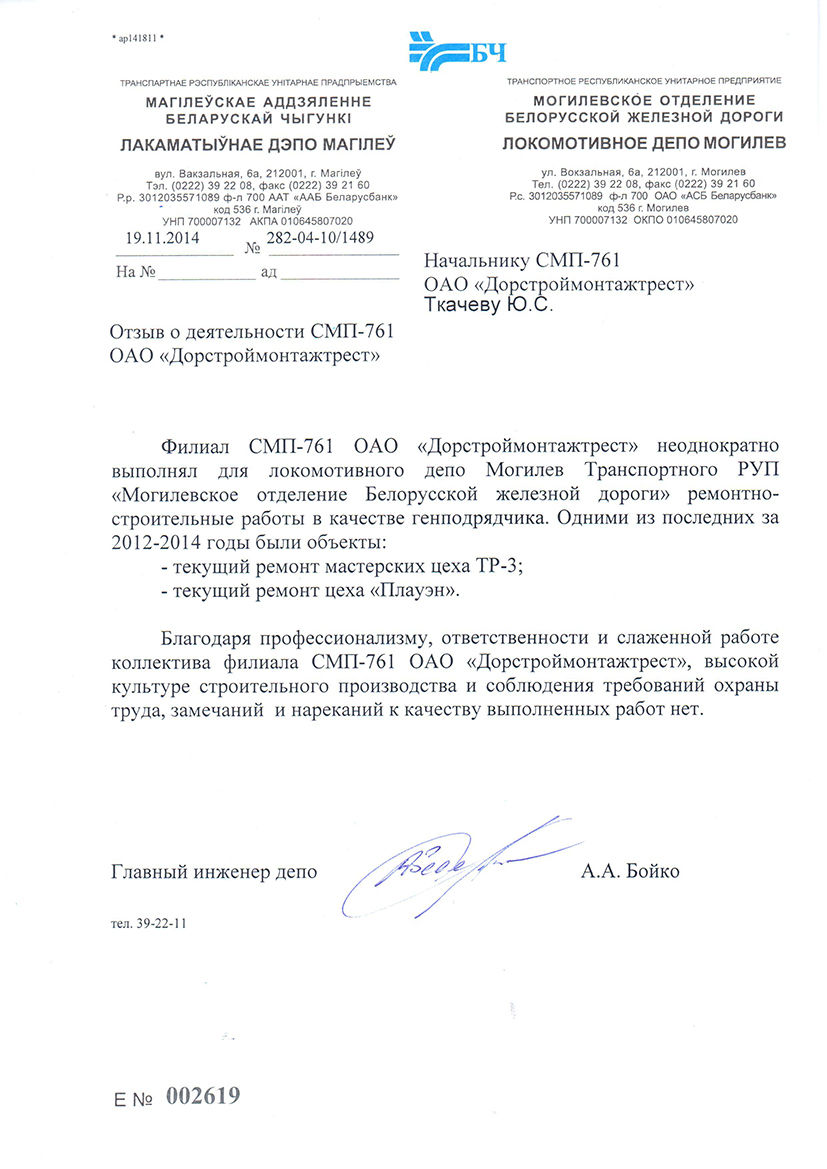 * ap141811 *
БЧ
ТРАНСПАРТНАЕ РЭСПУБЛІКАНСКАЕ УНІТАРНАЕ ПРАДПРЫЕМСТВА
МАГІЛЕЎСКАЕ АДДЗЯЛЕННЕ
БЕЛАРУСКАЙ ЧЫГУНКІ
ЛАКАМАТЫЎНАЕ ДЭПО МАГІЛЕЎ
вул. Вакзальная, 6а, 212001, г. Магілеў
Тэл. (0222) 39 22 08, факс (0222) 39 21 60
Р.р. 3012035571089 ф-л 700 ААТ «ААБ Беларусбанк»
код 536 г. Магілеў
УНП 700007132 АКПА 010645807020
19.11.2014 № 282-04-10/1489
На № ад
ТРАНСПОРТНОЕ РЕСПУБЛИКАНСКОЕ УНИТАРНОЕ ПРЕДПРИЯТИЕ
МОГИЛЕВСКОЕ ОТДЕЛЕНИЕ
БЕЛОРУССКОЙ ЖЕЛЕЗНОЙ ДОРОГИ
ЛОКОМОТИВНОЕ ДЕПО МОГИЛЕВ
ул. Вокзальная, 6а, 212001, г. Могилев
Тел. (0222) 39 22 08, факс (0222) 39 21 60
Р.с. 3012035571089 ф-л 700 ОАО «АСБ Беларусбанк»
код 536 г. Могилев
УНП 700007132 ОКПО 010645807020
Начальнику СМП-761
ОАО «Дорстроймонтажтрест»
Ткачеву Ю.С.
Отзыв о деятельности СМП-761
ОАО «Дорстроймонтажтрест»
Филиал СМП-761 ОАО «Дорстроймонтажтрест» неоднократно
выполнял для локомотивного депо Могилев Транспортного РУП
«Могилевское отделение Белорусской железной дороги» ремонтно-
строительные работы в качестве генподрядчика. Одними из последних за
2012-2014 годы были объекты:
- текущий ремонт мастерских цеха ТР-3;
- текущий ремонт цеха «Плауэн».
Благодаря профессионализму, ответственности и слаженной работе
коллектива филиала СМП-761 ОАО «Дорстроймонтажтрест», высокой
культуре строительного производства и соблюдения требований охраны
труда, замечаний и нареканий к качеству выполненных работ нет.
Главный инженер депо А.А. Бойко
тел. 39-22-11
Е № 002619